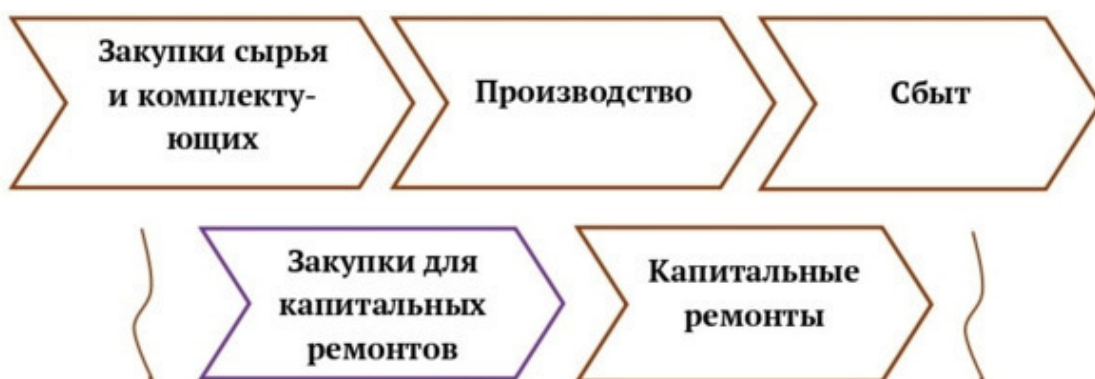 Закупки сырья
и комплекту-
ющих
Производство
Сбыт
Закупки для
капитальных
ремонтов
Капитальные
ремонты